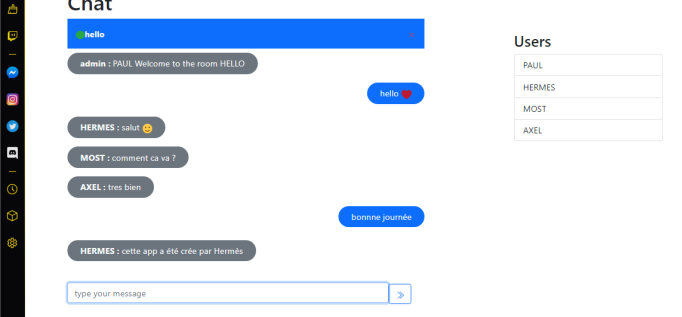 Chat
hello
admin : PAUL Welcome to the room HELLO
hello ❤
HERMES : salut 🙂
MOST : comment ca va ?
AXEL : tres bien
bonnne journée
HERMES : cette app a été crée par Hermês
type your message
Users
PAUL
HERMES
MOST
AXEL